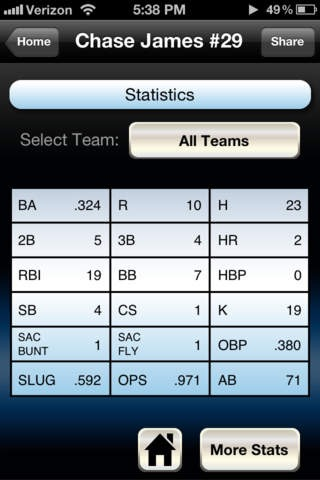 Verizon 5:38 PM 49%
Home Chase James #29 Share
Statistics
Select Team: All Teams
BA .324 R 10 H 23
2B 5 3B 4 HR 2
RBI 19 BB 7 HBP 0
SB 4 CS 1 K 19
SAC BUNT 1 SAC FLY 1 OBP .380
SLUG .592 OPS .971 AB 71
More Stats